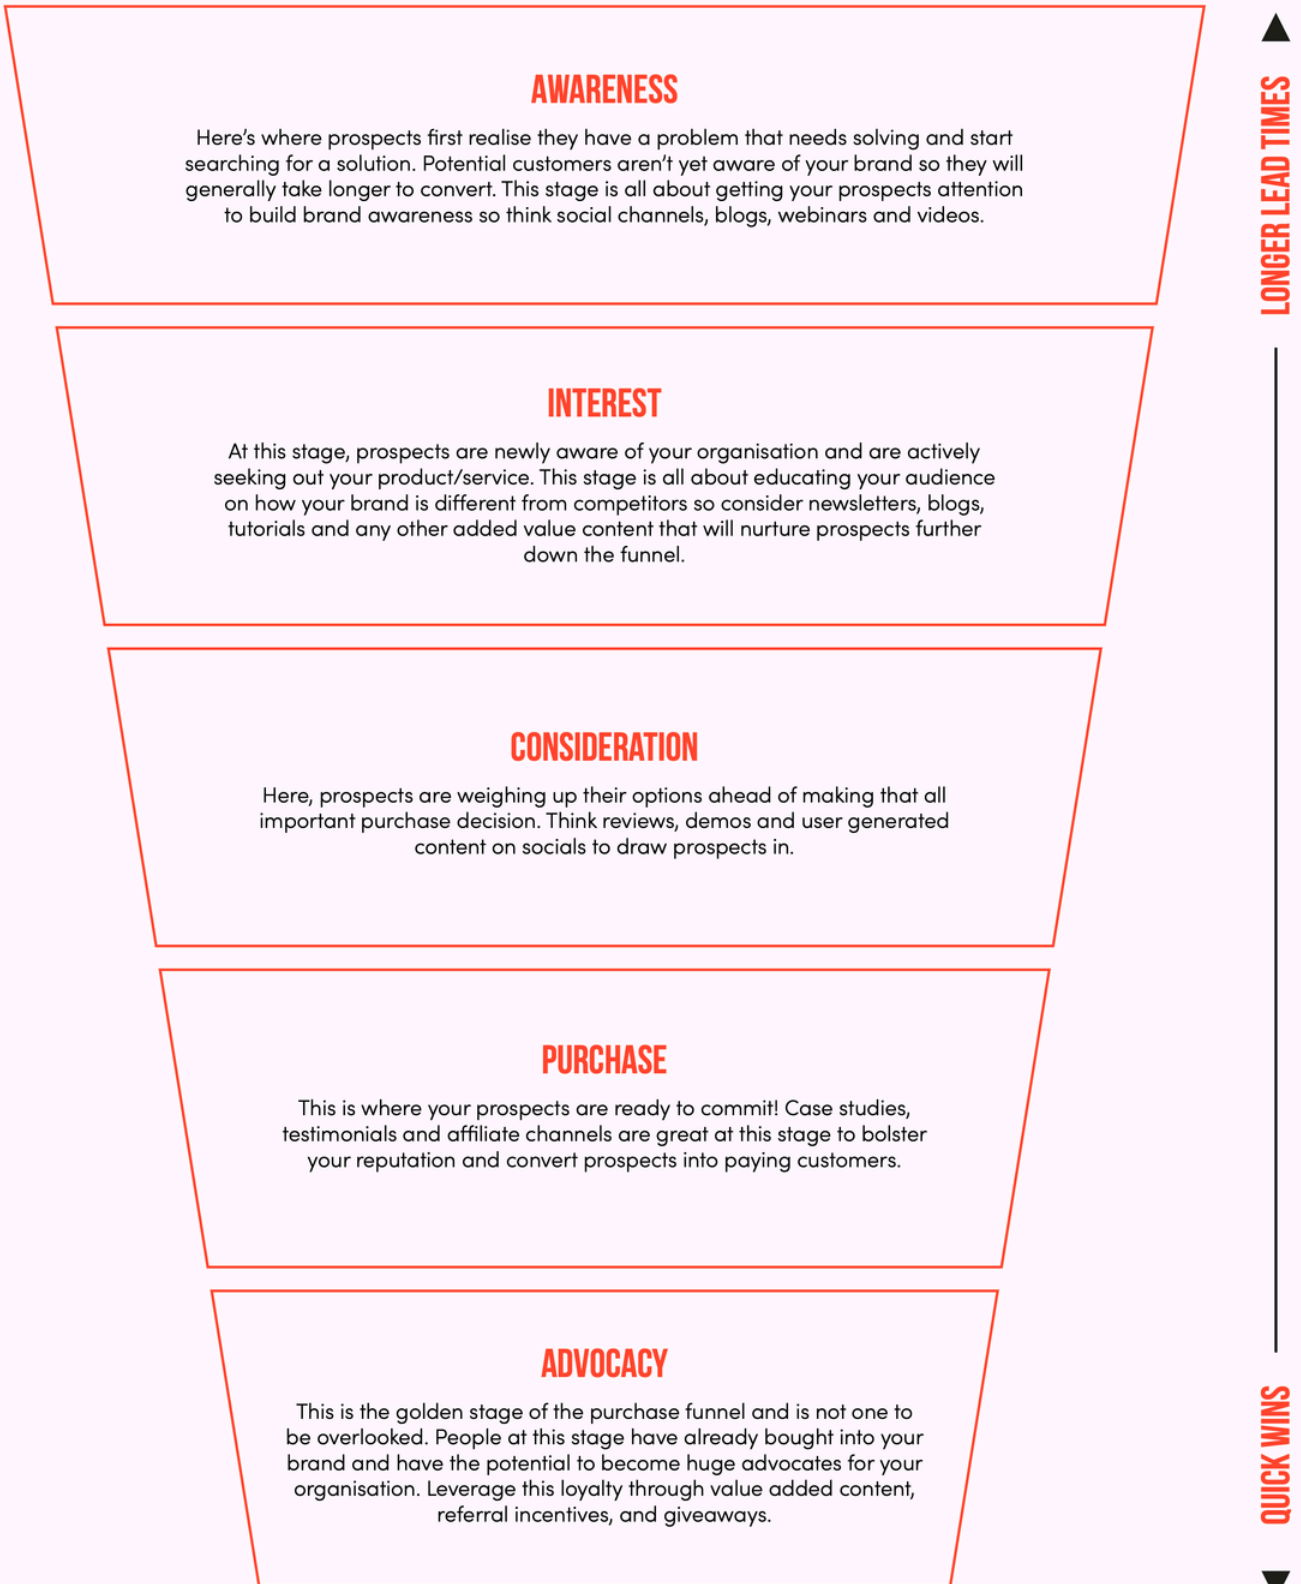 AWARENESS
Here’s where prospects first realise they have a problem that needs solving and start
searching for a solution. Potential customers aren’t yet aware of your brand so they will
generally take longer to convert. This stage is all about getting your prospects attention
to build brand awareness so think social channels, blogs, webinars and videos.
INTEREST
At this stage, prospects are newly aware of your organisation and are actively
seeking out your product/service. This stage is all about educating your audience
on how your brand is different from competitors so consider newsletters, blogs,
tutorials and any other added value content that will nurture prospects further
down the funnel.
CONSIDERATION
Here, prospects are weighing up their options ahead of making that all
important purchase decision. Think reviews, demos and user generated
content on socials to draw prospects in.
PURCHASE
This is where your prospects are ready to commit! Case studies,
testimonials and affiliate channels are great at this stage to bolster
your reputation and convert prospects into paying customers.
ADVOCACY
This is the golden stage of the purchase funnel and is not one to
be overlooked. People at this stage have already bought into your
brand and have the potential to become huge advocates for your
organisation. Leverage this loyalty through value added content,
referral incentives, and giveaways.
LONGER LEAD TIMES
QUICK WINS